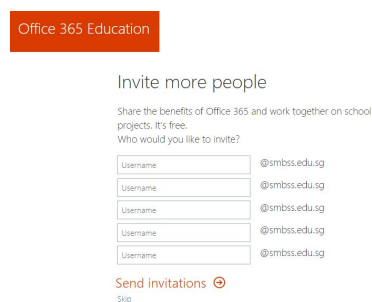 Office 365 Education
Invite more people
Share the benefits of Office 365 and work together on school
projects. It's free.
Who would you like to invite?
Username @smbss.edu.sg
Username @smbss.edu.sg
Username @smbss.edu.sg
Username @smbss.edu.sg
Username @smbss.edu.sg
Send invitations
Skip